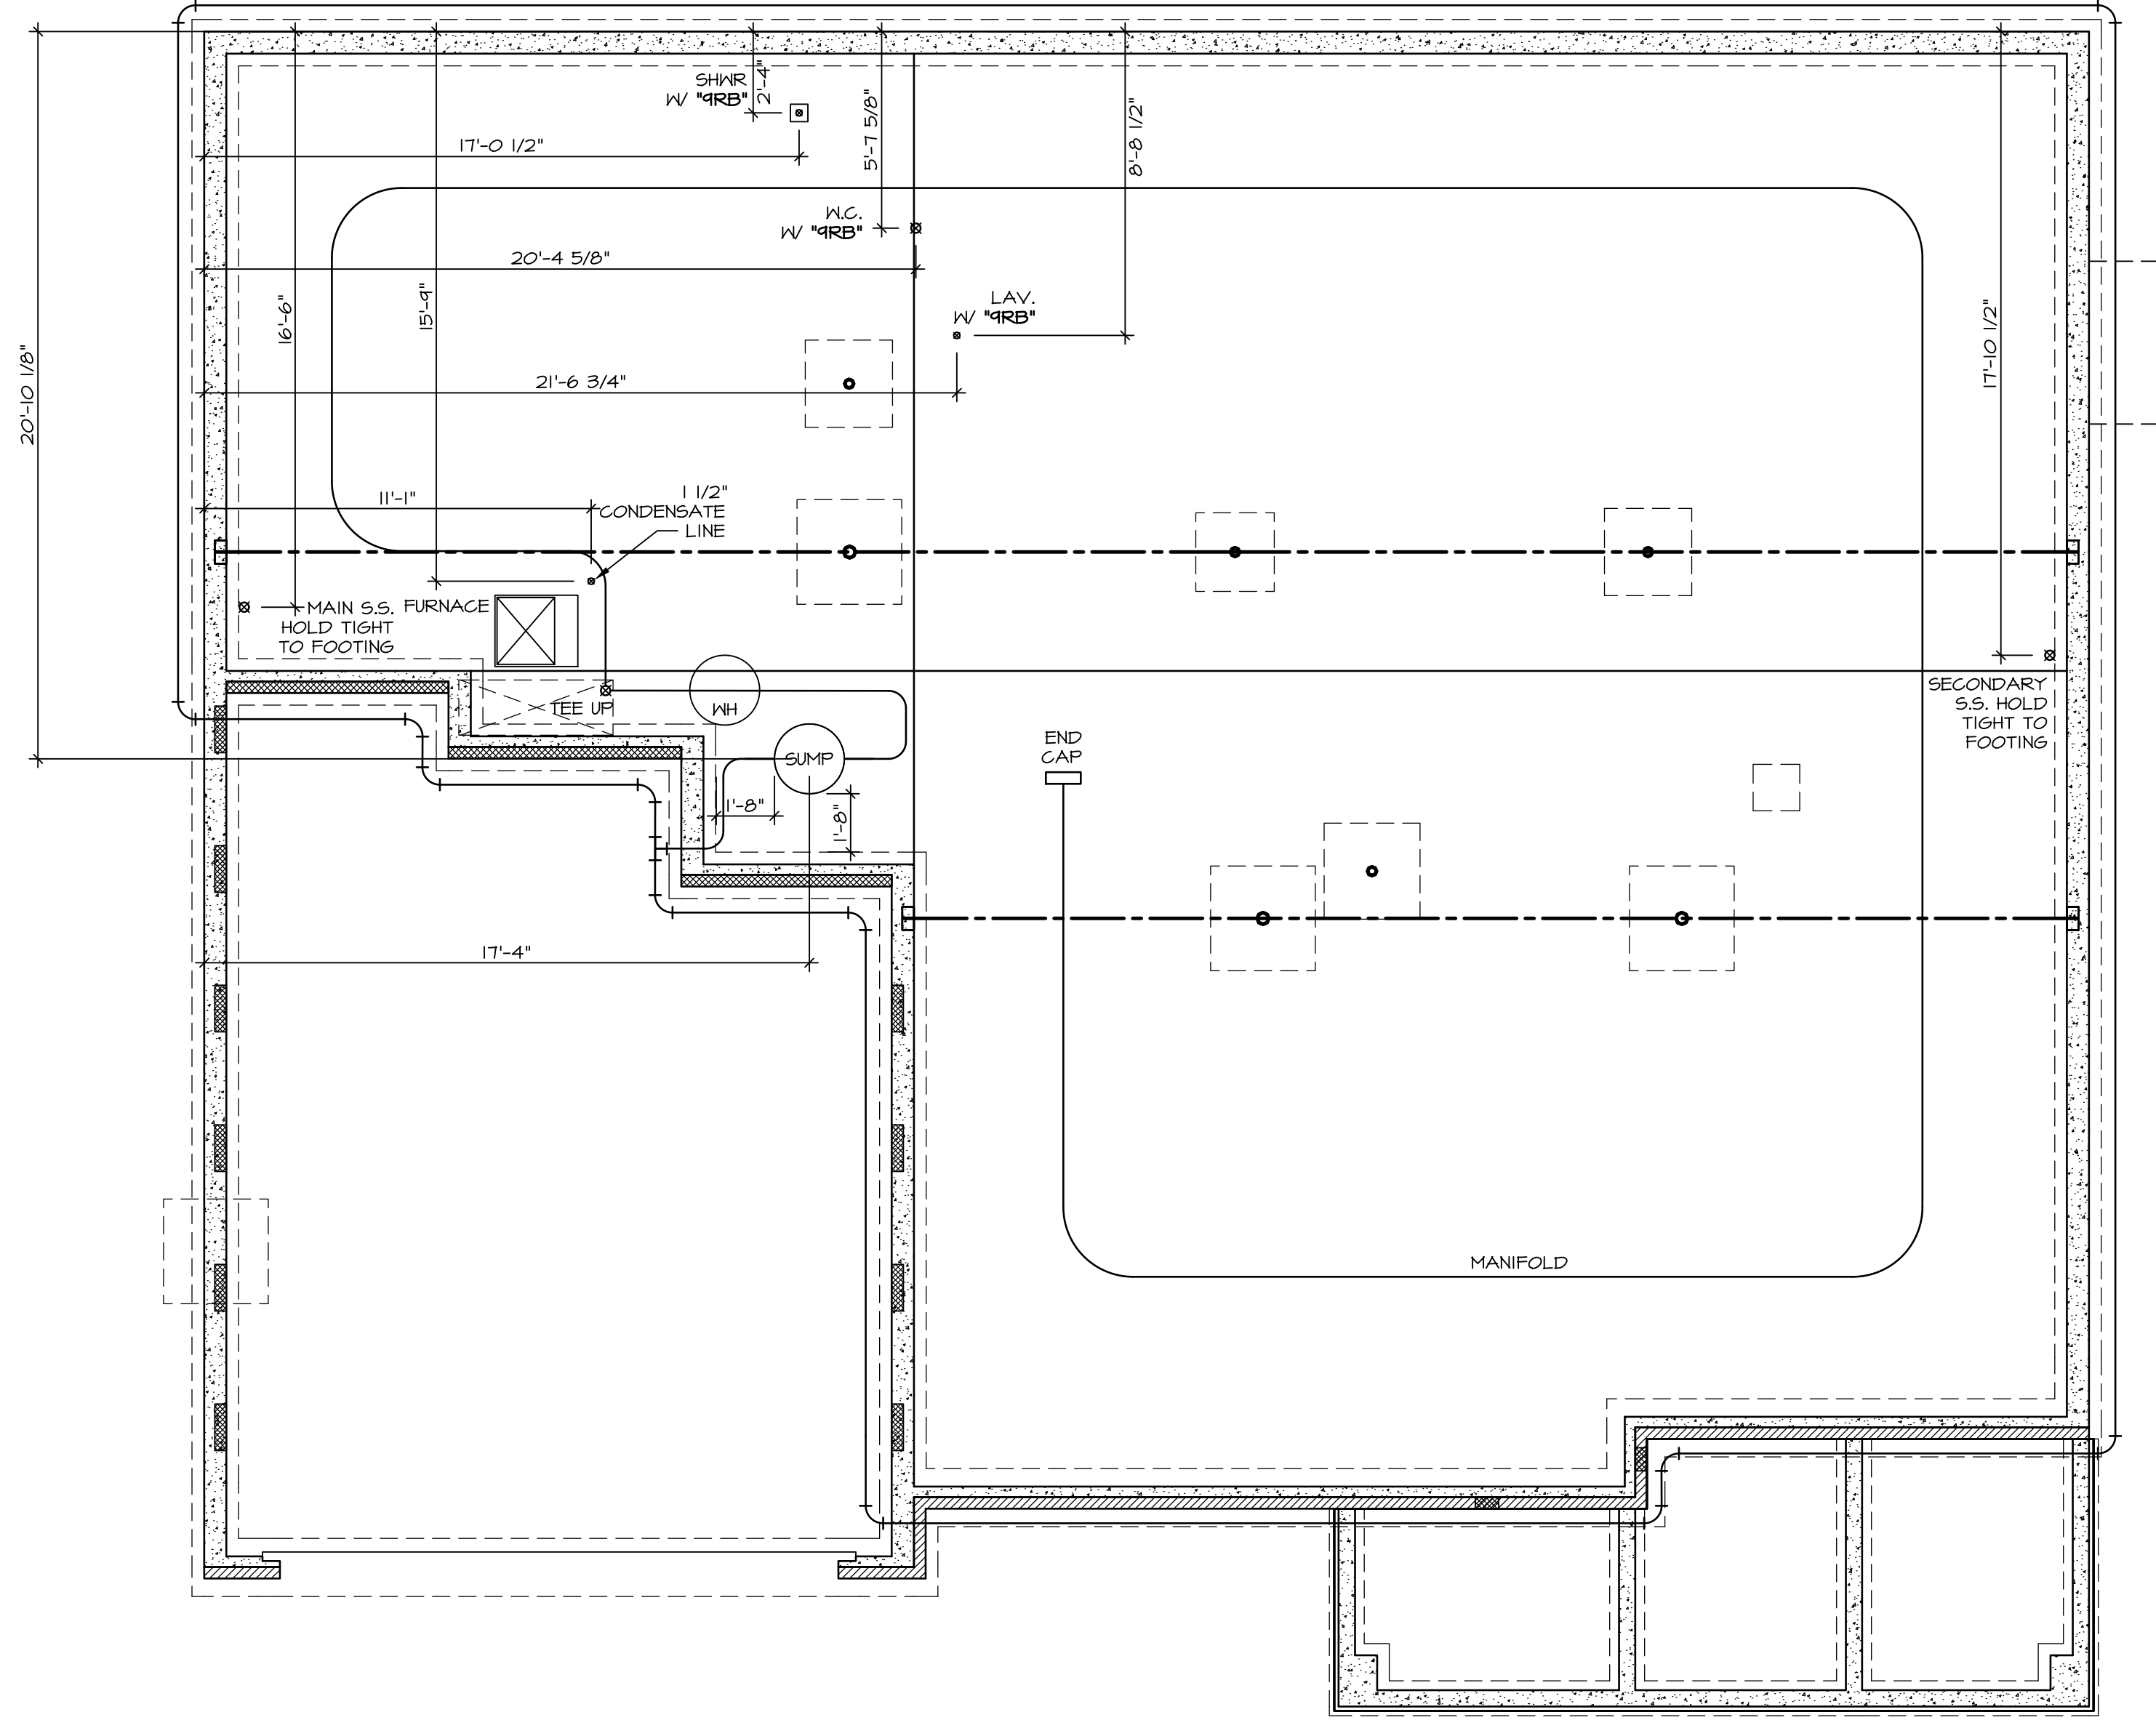 SHWR
W/ "9RB"
2'-4"
17'-0 1/2"
5'-7 5/8"
8'-8 1/2"
W.C.
W/ "9RB"
20'-4 5/8"
LAV.
W/ "9RB"
16'-6"
15'-9"
17'-10 1/2"
20'-10 1/8"
21'-6 3/4"
11'-1"
1 1/2"
CONDENSATE
LINE
MAIN S.S.
HOLD TIGHT
TO FOOTING
FURNACE
TEE UP
WH
SUMP
SECONDARY
S.S. HOLD
TIGHT TO
FOOTING
END
CAP
1'-8"
1'-8"
17'-4"
MANIFOLD